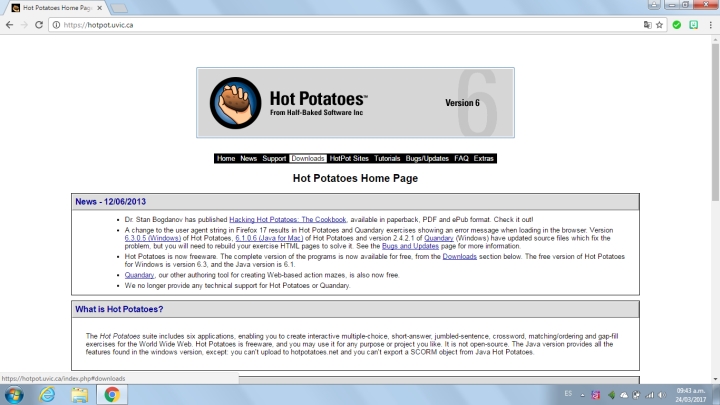 Hot Potatoes Home Page
https://hotpot.uvic.ca
6
Hot Potatoes™
From Half-Baked Software Inc
Version 6
Home News Support Downloads HotPot Sites Tutorials Bugs/Updates FAQ Extras
Hot Potatoes Home Page
News - 12/06/2013
Dr. Stan Bogdanov has published Hacking Hot Potatoes: The Cookbook, available in paperback, PDF and ePub format. Check it out!
A change to the user agent string in Firefox 17 results in Hot Potatoes and Quandary exercises showing an error message when loading in the browser. Version
6.3.0.5 (Windows) of Hot Potatoes, 6.1.0.6 (Java for Mac) of Hot Potatoes and version 2.4.2.1 of Quandary (Windows) have updated source files which fix the
problem, but you will need to rebuild your exercise HTML pages to solve it. See the Bugs and Updates page for more information.
Hot Potatoes is now freeware. The complete version of the programs is now available for free, from the Downloads section below. The free version of Hot Potatoes
for Windows is version 6.3, and the Java version is 6.1.
Quandary, our other authoring tool for creating Web-based action mazes, is also now free.
We no longer provide any technical support for Hot Potatoes or Quandary.
What is Hot Potatoes?
The Hot Potatoes suite includes six applications, enabling you to create interactive multiple-choice, short-answer, jumbled-sentence, crossword, matching/ordering and gap-fill
exercises for the World Wide Web. Hot Potatoes is freeware, and you may use it for any purpose or project you like. It is not open-source. The Java version provides all the
features found in the windows version, except: you can't upload to hotpotatoes.net and you can't export a SCORM object from Java Hot Potatoes.
https://hotpot.uvic.ca/index.php#downloads
ES
09:43 a.m.
24/03/2017